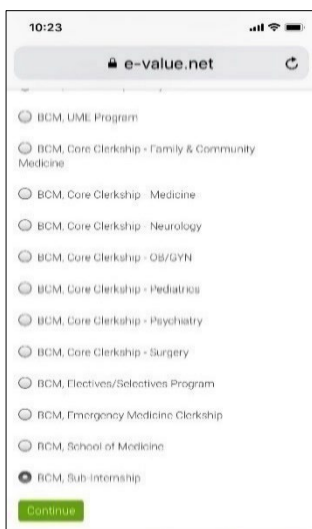 10:23
e-value.net
BCM, UME Program
BCM, Core Clerkship - Family & Community
Medicine
BCM, Core Clerkship - Medicine
BCM, Core Clerkship - Neurology
BCM, Core Clerkship - OB/GYN
BCM, Core Clerkship - Pediatrics
BCM, Core Clerkship - Psychiatry
BCM, Core Clerkship - Surgery
BCM, Electives/Selectives Program
BCM, Emergency Medicine Clerkship
BCM, School of Medicine
BCM, Sub-Internship
Continue